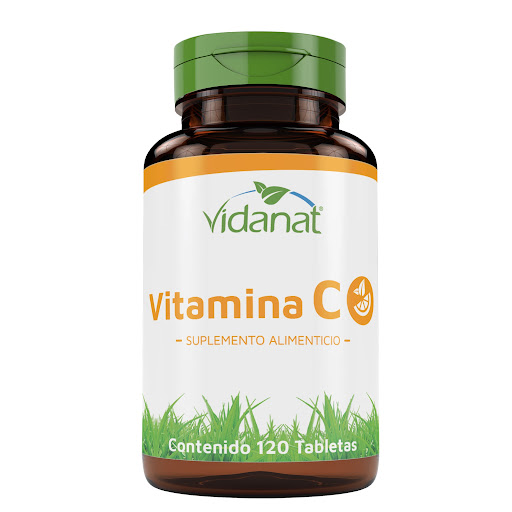 Vidanat®
Vitamina C
– SUPLEMENTO ALIMENTICIO –
Contenido 120 Tabletas